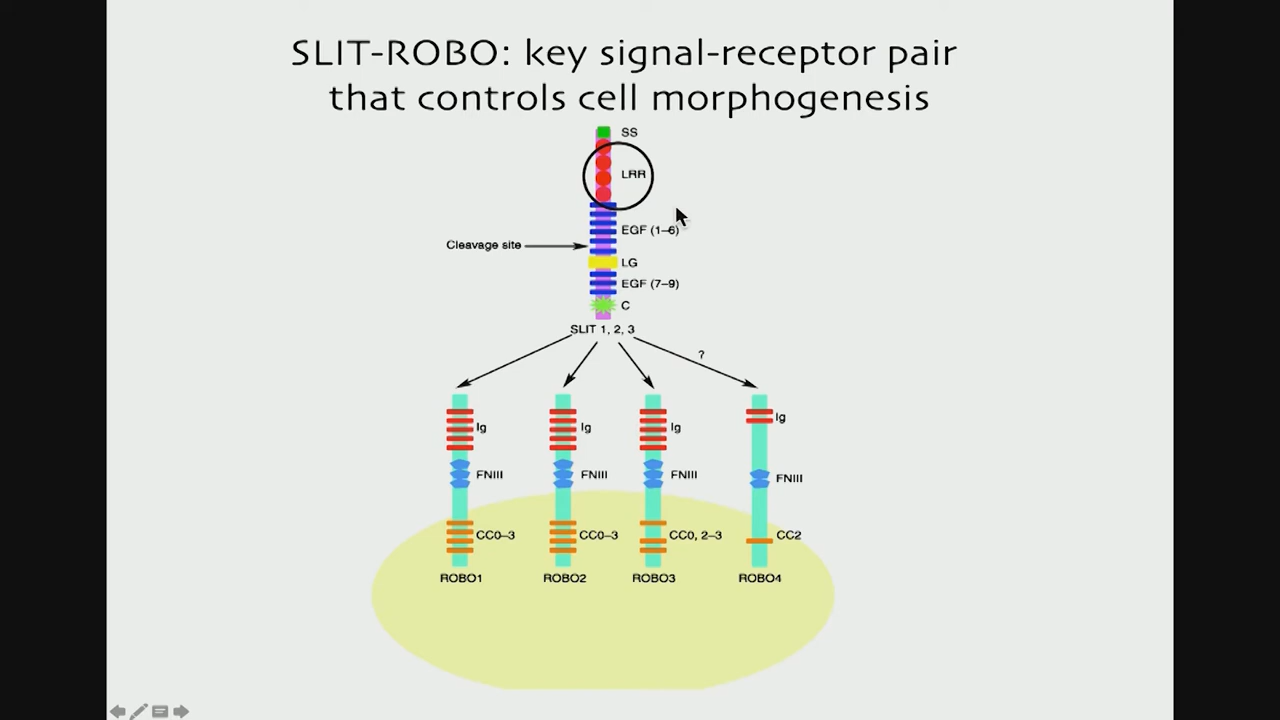 SLIT-ROBO: key signal-receptor pair
that controls cell morphogenesis
SS
LRR
EGF (1–6)
Cleavage site
LG
EGF (7–9)
C
SLIT 1, 2, 3
?
Ig
Ig
Ig
Ig
FNIII
FNIII
FNIII
FNIII
CC0–3
CC0–3
CC0, 2–3
CC2
ROBO1
ROBO2
ROBO3
ROBO4